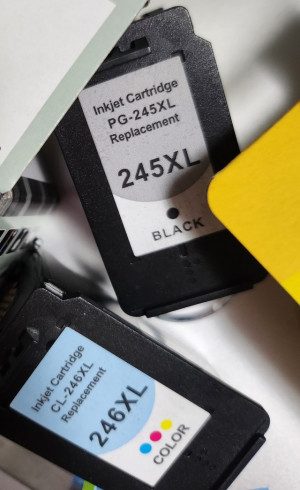 Inkjet Cartridge
PG-245XL
Replacement
245XL
BLACK
Inkjet Cartridge
CL-246XL
Replacement
246XL
COLOR